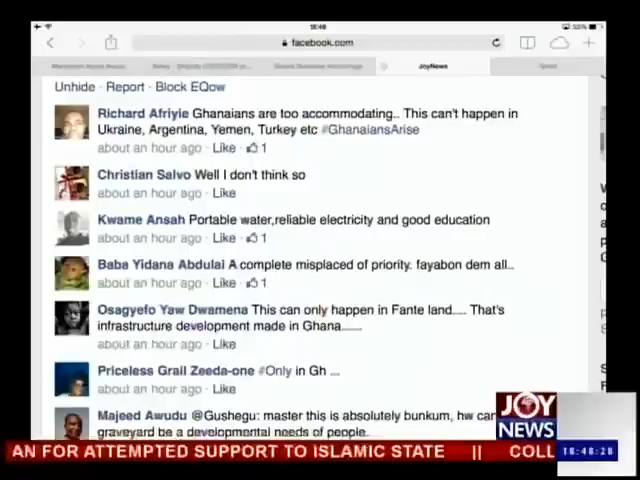 18:48
33%
facebook.com
JoyNews
Unhide · Report · Block EQow
Richard Afriyie Ghanaians are too accommodating.. This can't happen in
Ukraine, Argentina, Yemen, Turkey etc #GhanaiansArise
about an hour ago · Like · 1
Christian Salvo Well I don't think so
about an hour ago · Like
Kwame Ansah Portable water,reliable electricity and good education
about an hour ago · Like · 1
Baba Yidana Abdulai A complete misplaced of priority. fayabon dem all..
about an hour ago · Like · 1
Osagyefo Yaw Dwamena This can only happen in Fante land.... That's
infrastructure development made in Ghana......
about an hour ago · Like
Priceless Grail Zeeda-one #Only in Gh ...
about an hour ago · Like
Majeed Awudu @Gushegu: master this is absolutely bunkum, hw can
graveyard be a developmental needs of people.
JOY
NEWS
AN FOR ATTEMPTED SUPPORT TO ISLAMIC STATE || COLL
18:48:28